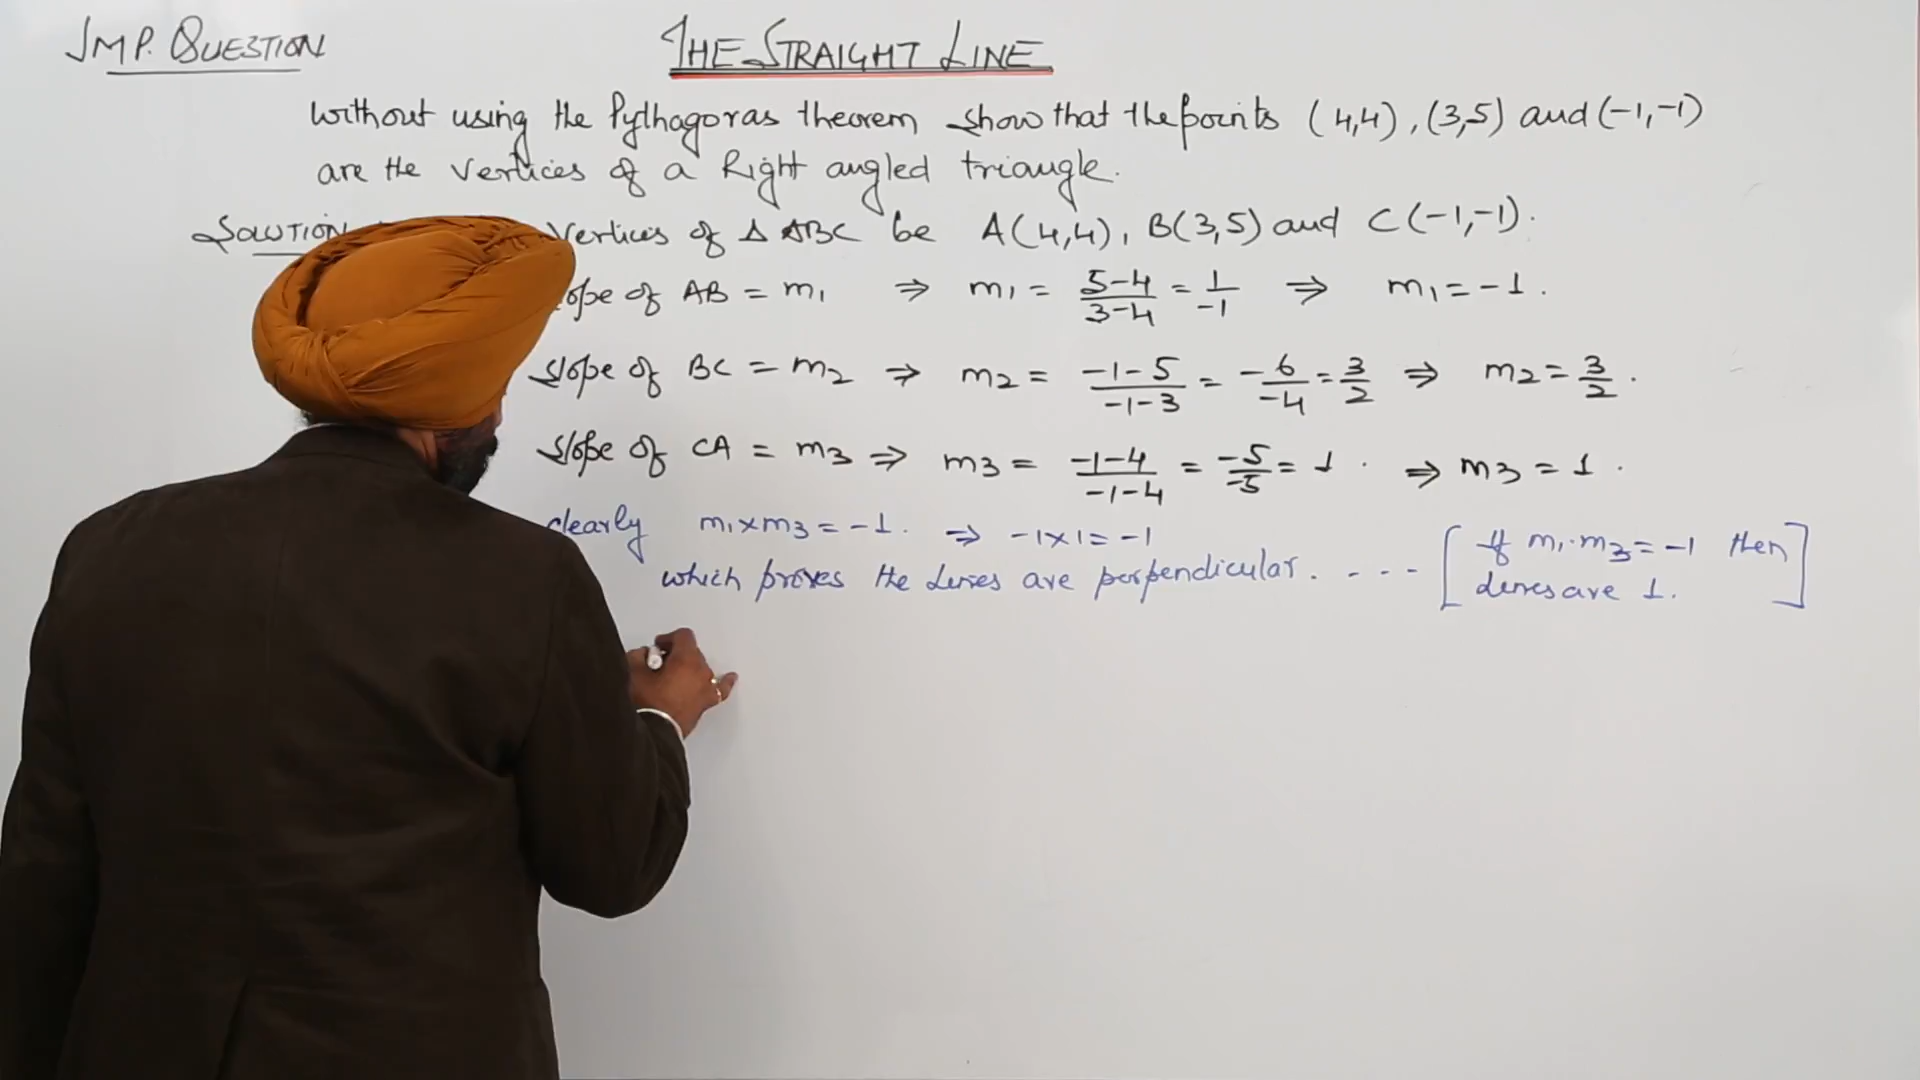 IMP. QUESTION
THE STRAIGHT LINE
without using the Pythagoras theorem show that the points (4,4), (3,5) and (-1,-1)
are the vertices of a Right angled triangle.
SOLUTION vertices of Δ ABC be A(4,4), B(3,5) and C(-1,-1).
slope of AB = m1 ⇒ m1 = 5-4/3-4 = 1/-1 ⇒ m1 = -1.
slope of BC = m2 ⇒ m2 = -1-5/-1-3 = -6/-4 = 3/2 ⇒ m2 = 3/2.
slope of CA = m3 ⇒ m3 = -1-4/-1-4 = -5/-5 = 1. ⇒ m3 = 1.
clearly m1×m3 = -1. ⇒ -1×1 = -1
which proves the lines are perpendicular. ---- [If m1·m3 = -1 then
lines are ⊥.]